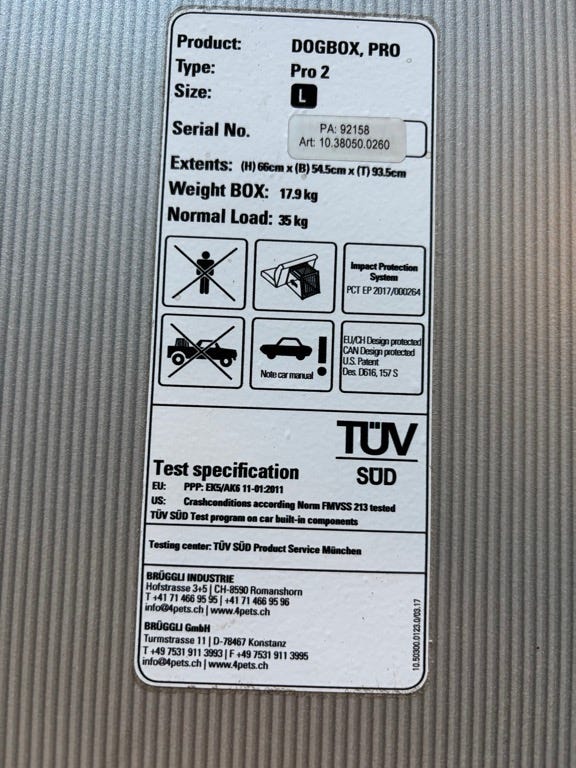 Product: DOGBOX, PRO
Type: Pro 2
Size: L
Serial No. PA: 92158
Art: 10.38050.0260
Extents: (H) 66cm x (B) 54.5cm x (T) 93.5cm
Weight BOX: 17.9 kg
Normal Load: 35 kg
Impact Protection
System
PCT EP 2017/000264
Note car manual !
EU/CH Design protected
CAN Design protected
U.S. Patent
Des. D616, 157 S
TÜV
SÜD
Test specification
EU: PPP: EK5/AK6 11-01:2011
US: Crashconditions according Norm FMVSS 213 tested
TÜV SÜD Test program on car built-in components
Testing center: TÜV SÜD Product Service München
BRÜGGLI INDUSTRIE
Hofstrasse 3+5 | CH-8590 Romanshorn
T +41 71 466 95 95 | +41 71 466 95 96
info@4pets.ch | www.4pets.ch
BRÜGGLI GmbH
Turmstrasse 11 | D-78467 Konstanz
T +49 7531 911 3993 | F +49 7531 911 3995
info@4pets.ch | www.4pets.ch
10.50300.0123.0/03.17